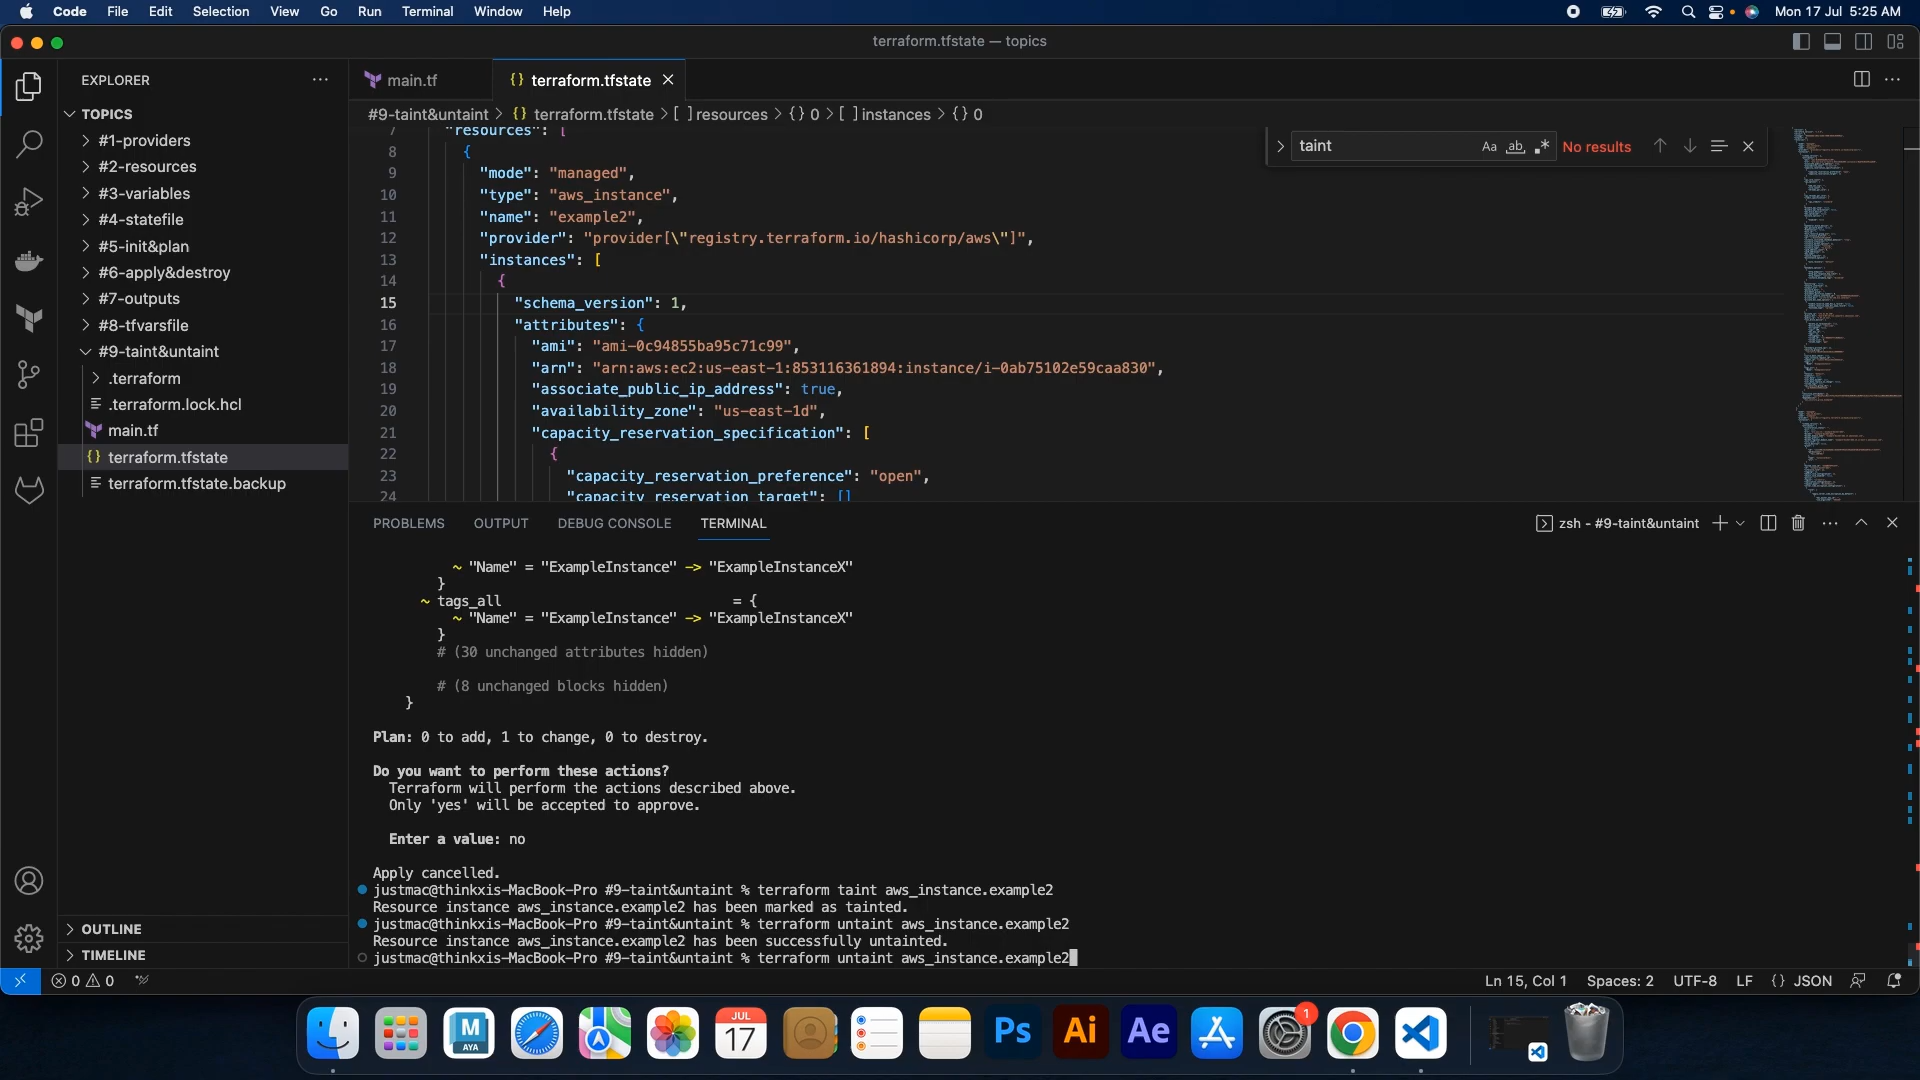 Code File Edit Selection View Go Run Terminal Window Help
Mon 17 Jul 5:25 AM
terraform.tfstate — topics
EXPLORER
TOPICS
#1-providers
#2-resources
#3-variables
#4-statefile
#5-init&plan
#6-apply&destroy
#7-outputs
#8-tfvarsfile
#9-taint&untaint
.terraform
.terraform.lock.hcl
main.tf
{} terraform.tfstate
terraform.tfstate.backup
OUTLINE
TIMELINE
main.tf
{} terraform.tfstate
#9-taint&untaint > {} terraform.tfstate > [ ] resources > {} 0 > [ ] instances > {} 0
taint
Aa
ab
No results
7 "resources": [
8 {
9 "mode": "managed",
10 "type": "aws_instance",
11 "name": "example2",
12 "provider": "provider[\"registry.terraform.io/hashicorp/aws\"]",
13 "instances": [
14 {
15 "schema_version": 1,
16 "attributes": {
17 "ami": "ami-0c94855ba95c71c99",
18 "arn": "arn:aws:ec2:us-east-1:853116361894:instance/i-0ab75102e59caa830",
19 "associate_public_ip_address": true,
20 "availability_zone": "us-east-1d",
21 "capacity_reservation_specification": [
22 {
23 "capacity_reservation_preference": "open",
24 "capacity_reservation_target": []
PROBLEMS OUTPUT DEBUG CONSOLE TERMINAL
zsh - #9-taint&untaint
~ "Name" = "ExampleInstance" -> "ExampleInstanceX"
}
~ tags_all = {
~ "Name" = "ExampleInstance" -> "ExampleInstanceX"
}
# (30 unchanged attributes hidden)
# (8 unchanged blocks hidden)
}
Plan: 0 to add, 1 to change, 0 to destroy.
Do you want to perform these actions?
Terraform will perform the actions described above.
Only 'yes' will be accepted to approve.
Enter a value: no
Apply cancelled.
justmac@thinkxis-MacBook-Pro #9-taint&untaint % terraform taint aws_instance.example2
Resource instance aws_instance.example2 has been marked as tainted.
justmac@thinkxis-MacBook-Pro #9-taint&untaint % terraform untaint aws_instance.example2
Resource instance aws_instance.example2 has been successfully untainted.
justmac@thinkxis-MacBook-Pro #9-taint&untaint % terraform untaint aws_instance.example2
0 0
Ln 15, Col 1
Spaces: 2
UTF-8
LF
{} JSON
M
AYA
JUL
17
Ps
Ai
Ae
1